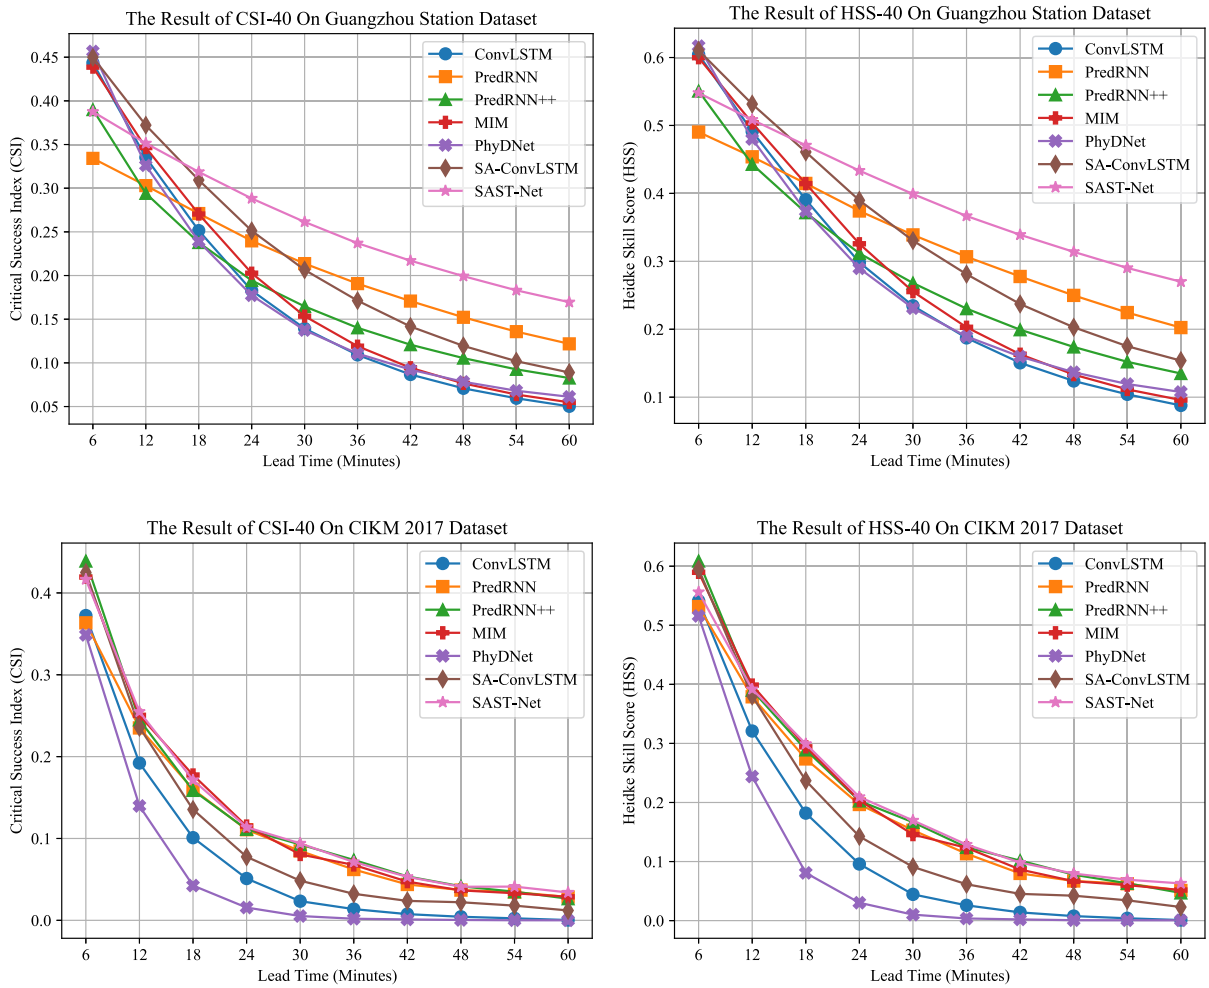 The Result of CSI-40 On Guangzhou Station Dataset
Critical Success Index (CSI)
0.45
0.40
0.35
0.30
0.25
0.20
0.15
0.10
0.05
ConvLSTM
PredRNN
PredRNN++
MIM
PhyDNet
SA-ConvLSTM
SAST-Net
6 12 18 24 30 36 42 48 54 60
Lead Time (Minutes)
The Result of HSS-40 On Guangzhou Station Dataset
Heidke Skill Score (HSS)
0.6
0.5
0.4
0.3
0.2
0.1
ConvLSTM
PredRNN
PredRNN++
MIM
PhyDNet
SA-ConvLSTM
SAST-Net
6 12 18 24 30 36 42 48 54 60
Lead Time (Minutes)
The Result of CSI-40 On CIKM 2017 Dataset
Critical Success Index (CSI)
0.4
0.3
0.2
0.1
0.0
ConvLSTM
PredRNN
PredRNN++
MIM
PhyDNet
SA-ConvLSTM
SAST-Net
6 12 18 24 30 36 42 48 54 60
Lead Time (Minutes)
The Result of HSS-40 On CIKM 2017 Dataset
Heidke Skill Score (HSS)
0.6
0.5
0.4
0.3
0.2
0.1
0.0
ConvLSTM
PredRNN
PredRNN++
MIM
PhyDNet
SA-ConvLSTM
SAST-Net
6 12 18 24 30 36 42 48 54 60
Lead Time (Minutes)